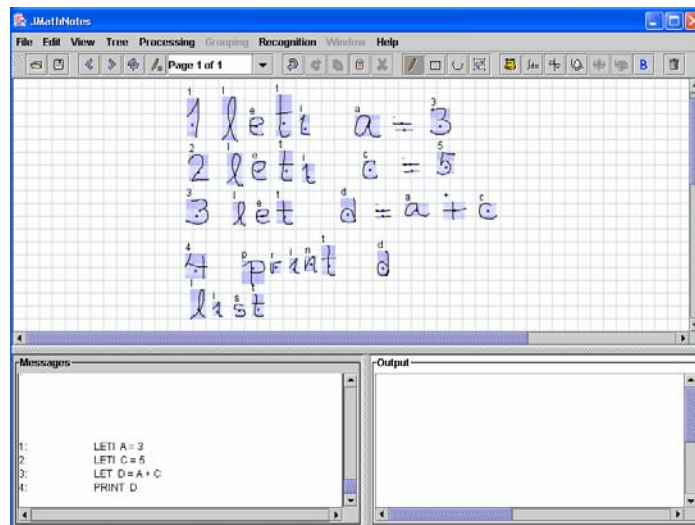 JMathNotes
File Edit View Tree Processing Grouping Recognition Window Help
Page 1 of 1 B
1 leti a = 3
2 leti c = 5
3 let d = a + c
4 print d
list
Messages
1: LETI A = 3
2: LETI C = 5
3: LET D = A + C
4: PRINT D
Output